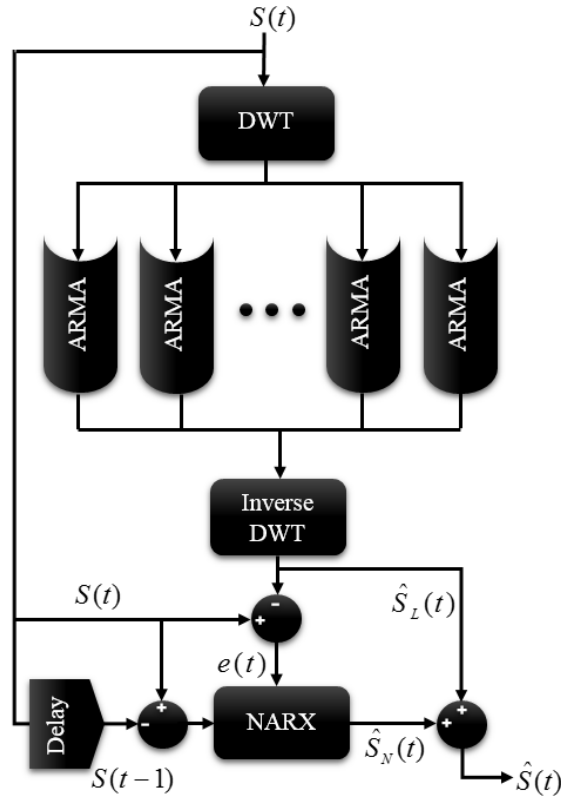 S(t)
DWT
ARMA
ARMA
ARMA
ARMA
Inverse
DWT
S(t)
-
+
Ŝ_L(t)
e(t)
Delay
S(t−1)
+
-
NARX
Ŝ_N(t)
+
+
Ŝ(t)